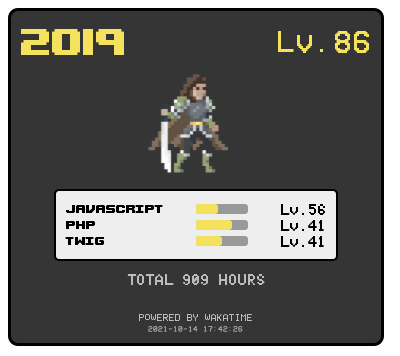 2019 Lv.86
JAVASCRIPT Lv.56
PHP Lv.41
TWIG Lv.41
TOTAL 909 HOURS
POWERED BY WAKATIME
2021-10-14 17:42:26